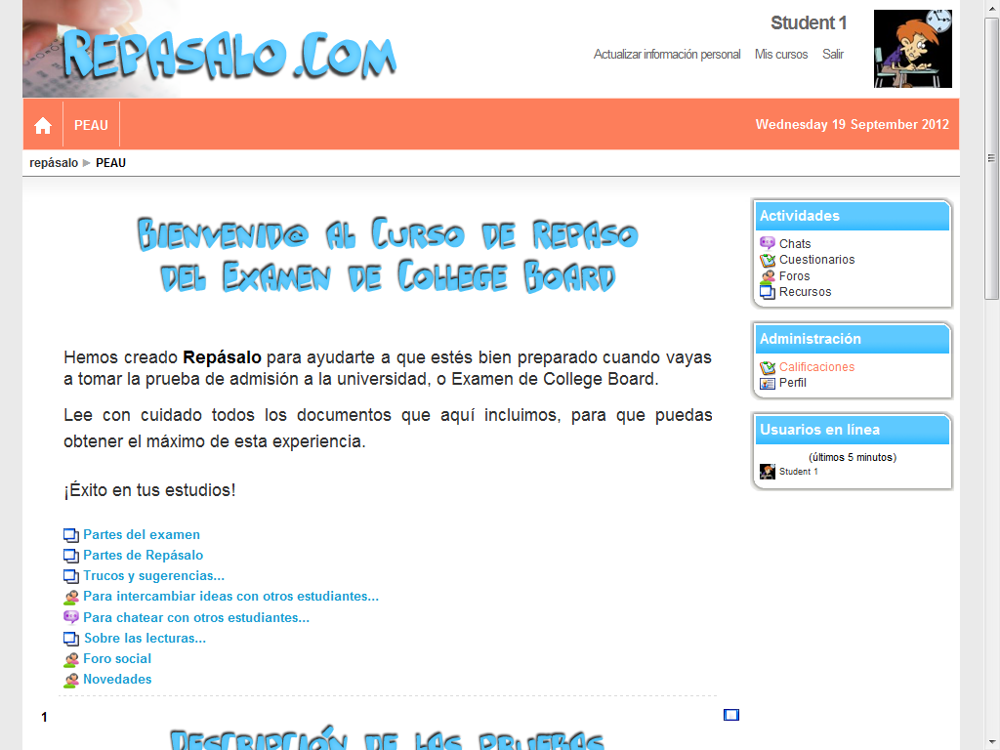 Repasalo.Com
Student 1
Actualizar información personal Mis cursos Salir
PEAU
Wednesday 19 September 2012
repásalo ► PEAU
Bienvenid@ al Curso de Repaso
del Examen de College Board
Hemos creado Repásalo para ayudarte a que estés bien preparado cuando vayas
a tomar la prueba de admisión a la universidad, o Examen de College Board.
Lee con cuidado todos los documentos que aquí incluimos, para que puedas
obtener el máximo de esta experiencia.
¡Éxito en tus estudios!
Partes del examen
Partes de Repásalo
Trucos y sugerencias...
Para intercambiar ideas con otros estudiantes...
Para chatear con otros estudiantes...
Sobre las lecturas...
Foro social
Novedades
1
Descripción de las pruebas
Actividades
Chats
Cuestionarios
Foros
Recursos
Administración
Calificaciones
Perfil
Usuarios en línea
(últimos 5 minutos)
Student 1